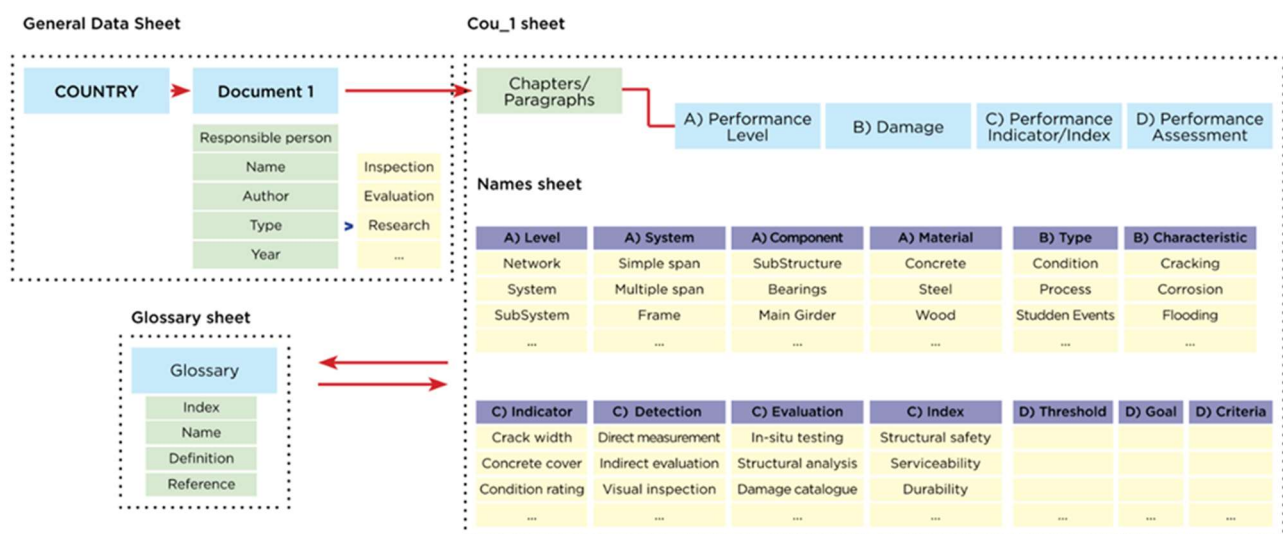 General Data Sheet
COUNTRY
Document 1
Responsible person
Name
Author
Type
Year
Inspection
Evaluation
>
Research
...
Cou_1 sheet
Chapters/
Paragraphs
A) Performance
Level
B) Damage
C) Performance
Indicator/Index
D) Performance
Assessment
Names sheet
A) Level A) System A) Component A) Material B) Type B) Characteristic
Network Simple span SubStructure Concrete Condition Cracking
System Multiple span Bearings Steel Process Corrosion
SubSystem Frame Main Girder Wood Studden Events Flooding
... ... ... ... ... ...
C) Indicator C) Detection C) Evaluation C) Index D) Threshold D) Goal D) Criteria
Crack width Direct measurement In-situ testing Structural safety
Concrete cover Indirect evaluation Structural analysis Serviceability
Condition rating Visual inspection Damage catalogue Durability
... ... ... ... ... ... ...
Glossary sheet
Glossary
Index
Name
Definition
Reference